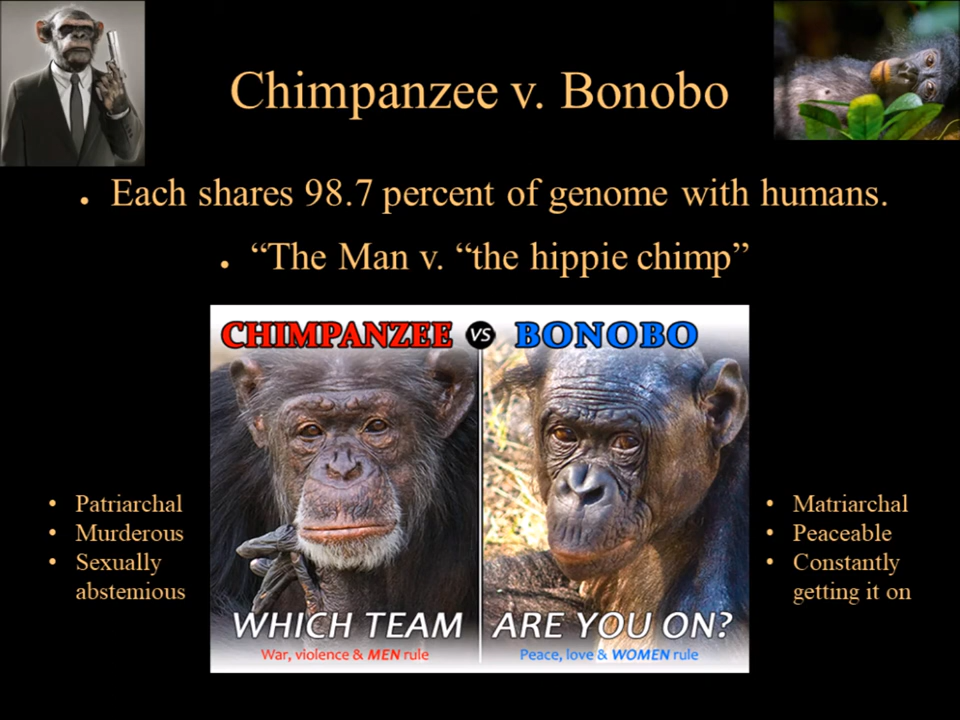 Chimpanzee v. Bonobo
• Each shares 98.7 percent of genome with humans.
• “The Man v. “the hippie chimp”
CHIMPANZEE VS BONOBO
• Patriarchal
• Murderous
• Sexually
abstemious
• Matriarchal
• Peaceable
• Constantly
getting it on
WHICH TEAM ARE YOU ON?
War, violence & MEN rule
Peace, love & WOMEN rule